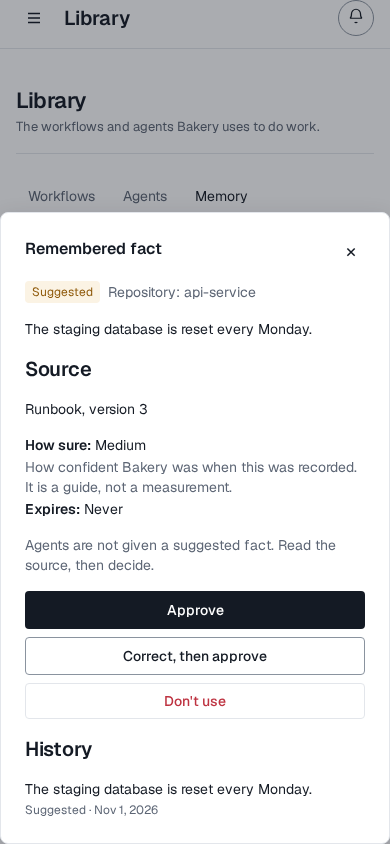 Library
Library
The workflows and agents Bakery uses to do work.
Workflows Agents Memory
Remembered fact
Suggested Repository: api-service
The staging database is reset every Monday.
Source
Runbook, version 3
How sure: Medium
How confident Bakery was when this was recorded.
It is a guide, not a measurement.
Expires: Never
Agents are not given a suggested fact. Read the
source, then decide.
Approve
Correct, then approve
Don't use
History
The staging database is reset every Monday.
Suggested · Nov 1, 2026